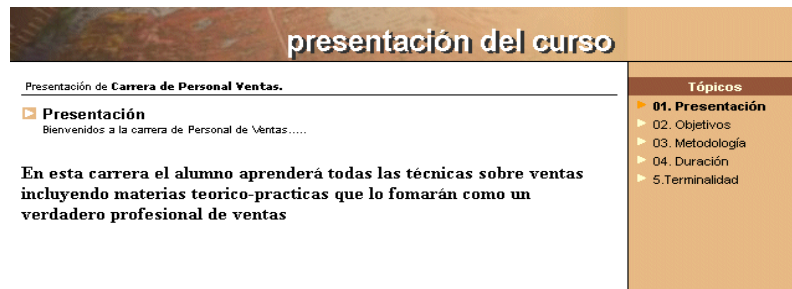 presentación del curso
Presentación de Carrera de Personal Ventas.
Presentación
Bienvenidos a la carrera de Personal de Ventas.....
En esta carrera el alumno aprenderá todas las técnicas sobre ventas
incluyendo materias teorico-practicas que lo fomarán como un
verdadero profesional de ventas
Tópicos
01. Presentación
02. Objetivos
03. Metodología
04. Duración
5.Terminalidad